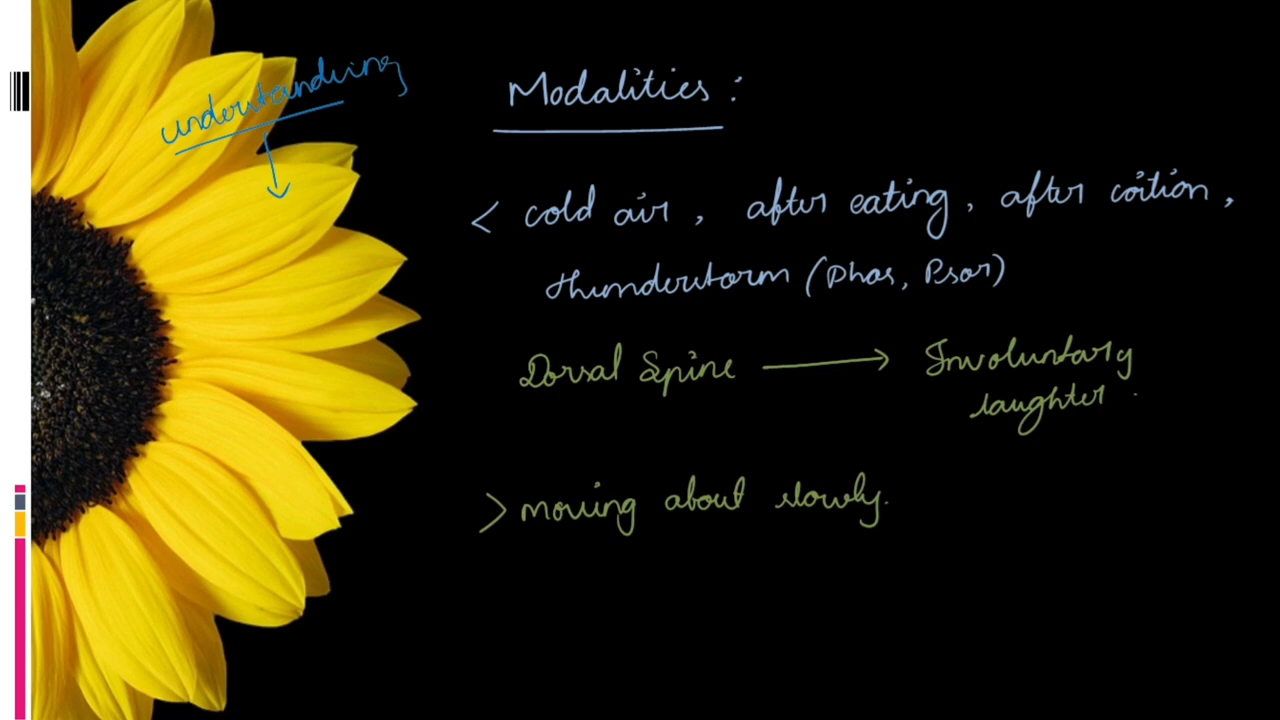 understanding
Modalities :
< cold air, after eating, after coition,
thunderstorm (Phos, Psor)
Dorsal Spine → Involuntary
laughter.
> moving about slowly.